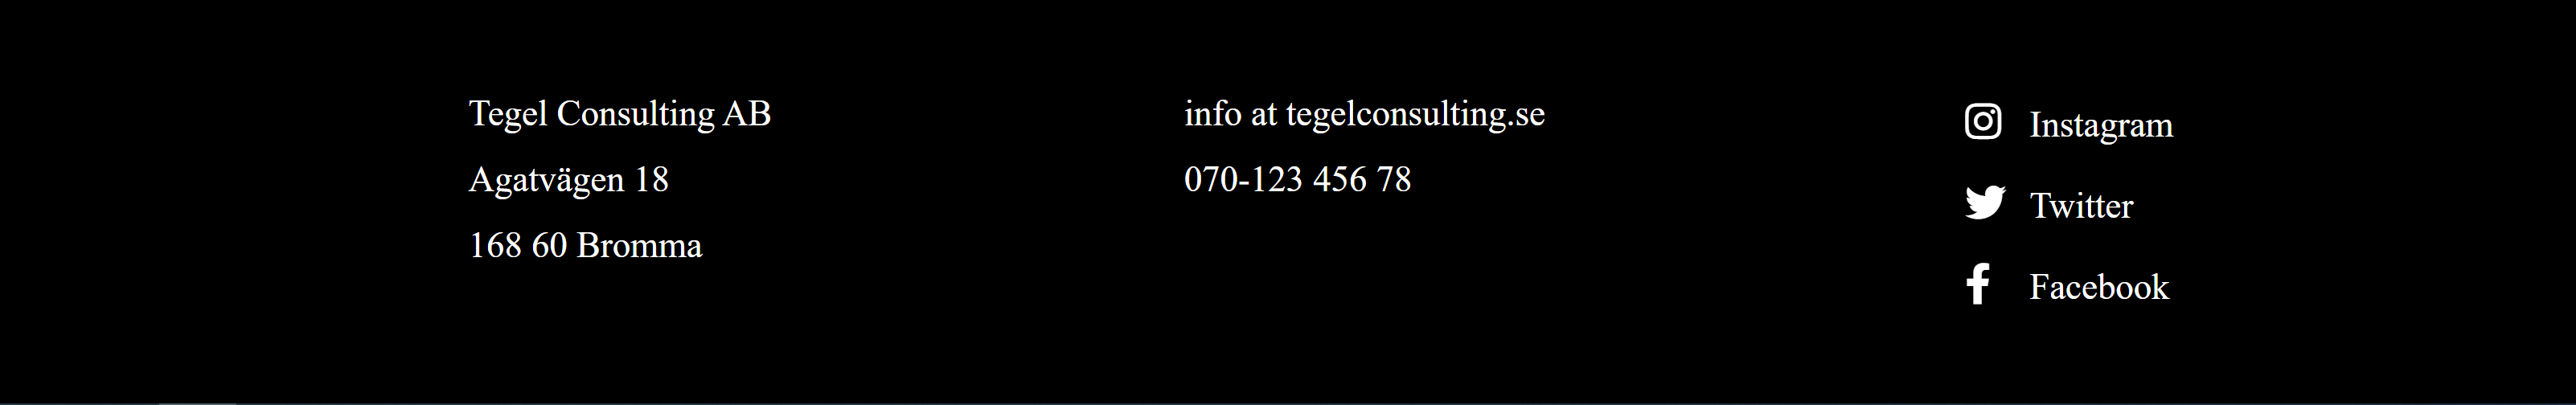 Tegel Consulting AB
Agatvägen 18
168 60 Bromma
info at tegelconsulting.se
070-123 456 78
Instagram
Twitter
Facebook